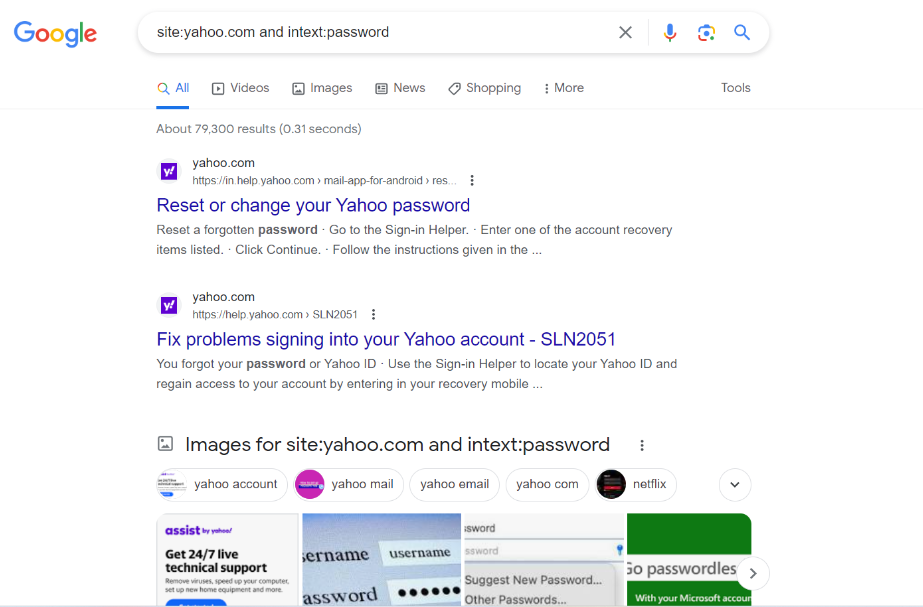 Google
site:yahoo.com and intext:password
All
Videos
Images
News
Shopping
More
Tools
About 79,300 results (0.31 seconds)
y!
yahoo.com
https://in.help.yahoo.com › mail-app-for-android › res...
Reset or change your Yahoo password
Reset a forgotten password · Go to the Sign-in Helper. · Enter one of the account recovery
items listed. · Click Continue. · Follow the instructions given in the ...
y!
yahoo.com
https://help.yahoo.com › SLN2051
Fix problems signing into your Yahoo account - SLN2051
You forgot your password or Yahoo ID · Use the Sign-in Helper to locate your Yahoo ID and
regain access to your account by entering in your recovery mobile ...
Images for site:yahoo.com and intext:password
yahoo account
yahoo mail
yahoo email
yahoo com
netflix
assist by yahoo!
Get 24/7 live
technical support
Remove viruses, speed up your computer,
set up new home equipment and more.
sername
username
assword
ssword
ssword
Suggest New Password...
Other Passwords...
Go passwordles
With your Microsoft accour